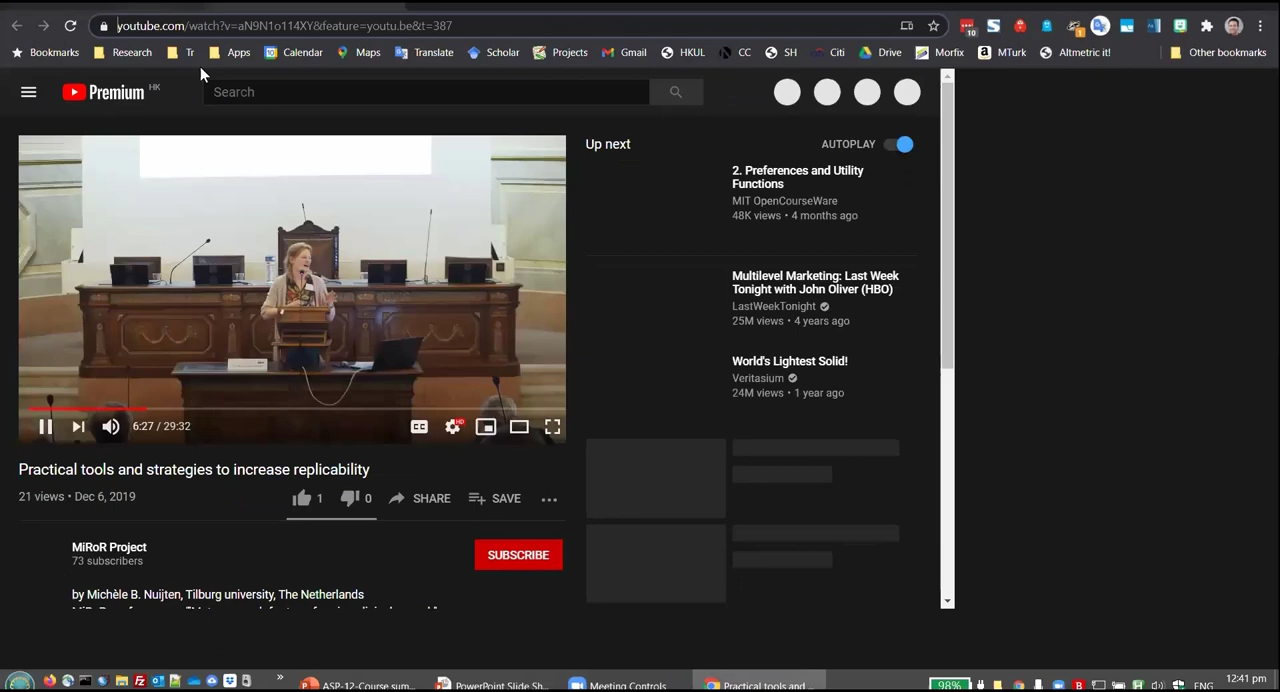 youtube.com/watch?v=aN9N1o114XY&feature=youtu.be&t=387
10
1
Bookmarks Research Tr Apps Calendar Maps Translate Scholar Projects Gmail HKUL CC SH Citi Drive Morfix MTurk Altmetric it! Other bookmarks
Premium HK
Search
Up next
AUTOPLAY
2. Preferences and Utility
Functions
MIT OpenCourseWare
48K views • 4 months ago
Multilevel Marketing: Last Week
Tonight with John Oliver (HBO)
LastWeekTonight
25M views • 4 years ago
World's Lightest Solid!
Veritasium
24M views • 1 year ago
6:27 / 29:32
CC
HD
Practical tools and strategies to increase replicability
21 views • Dec 6, 2019
1 0 SHARE SAVE
MiRoR Project
73 subscribers
SUBSCRIBE
by Michèle B. Nuijten, Tilburg university, The Netherlands
ASP-12-Course sum... PowerPoint Slide Sh... Meeting Controls Practical tools and... 98% ENG 12:41 pm